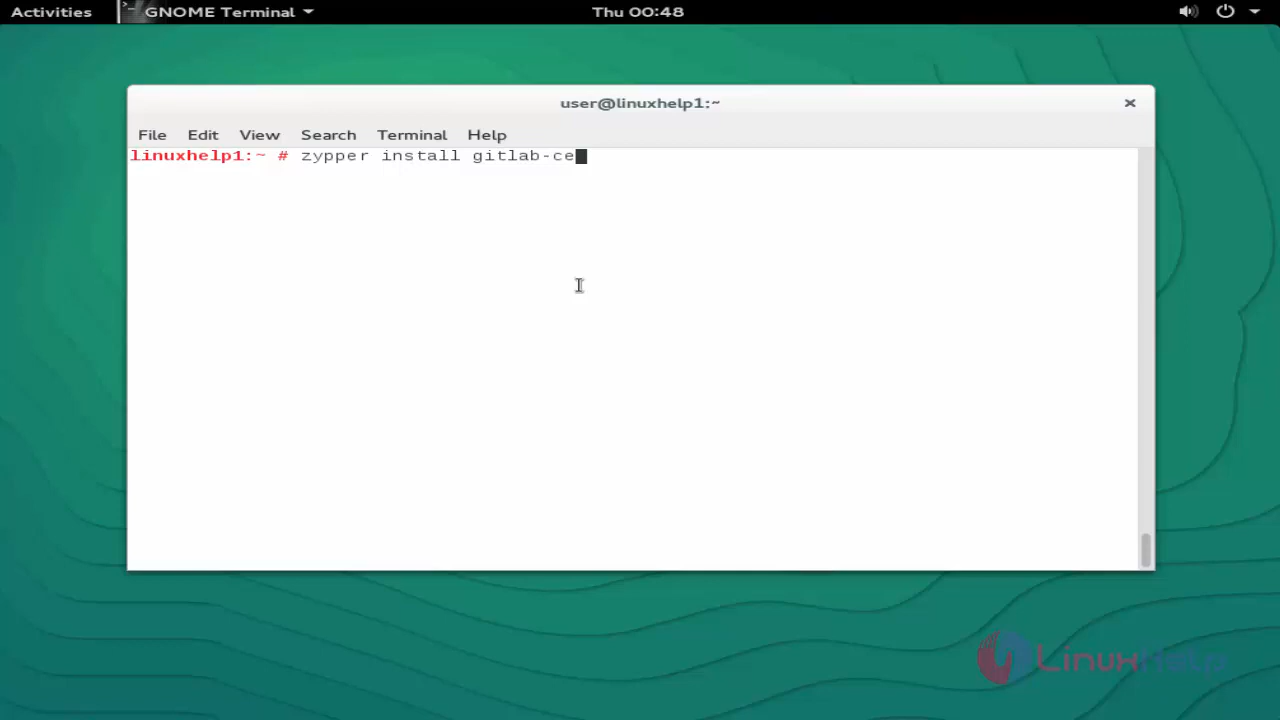 Activities GNOME Terminal Thu 00:48
user@linuxhelp1:~
File Edit View Search Terminal Help
linuxhelp1:~ # zypper install gitlab-ce
LinuxHelp